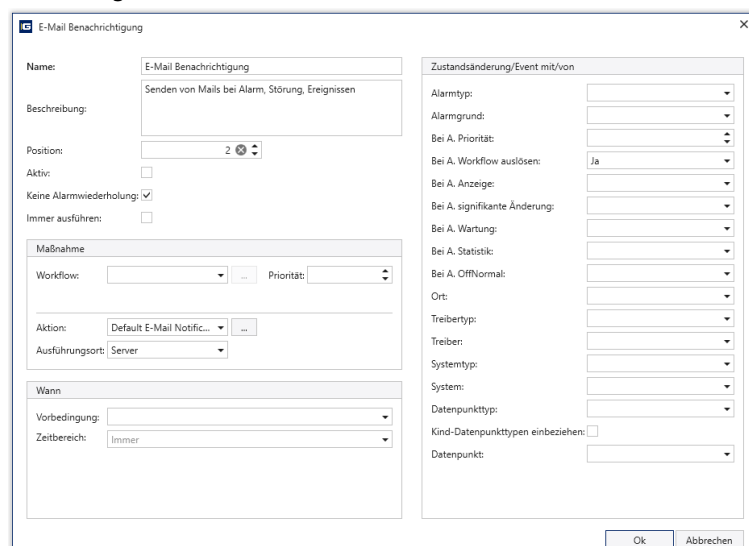 E-Mail Benachrichtigung
Name:
E-Mail Benachrichtigung
Beschreibung:
Senden von Mails bei Alarm, Störung, Ereignissen
Position:
2
Aktiv:
Keine Alarmwiederholung:
Immer ausführen:
Maßnahme
Workflow:
...
Priorität:
Aktion:
Default E-Mail Notific...
...
Ausführungsort:
Server
Wann
Vorbedingung:
Zeitbereich:
Immer
Zustandsänderung/Event mit/von
Alarmtyp:
Alarmgrund:
Bei A. Priorität:
Bei A. Workflow auslösen:
Ja
Bei A. Anzeige:
Bei A. signifikante Änderung:
Bei A. Wartung:
Bei A. Statistik:
Bei A. OffNormal:
Ort:
Treibertyp:
Treiber:
Systemtyp:
System:
Datenpunkttyp:
Kind-Datenpunkttypen einbeziehen:
Datenpunkt:
Ok
Abbrechen